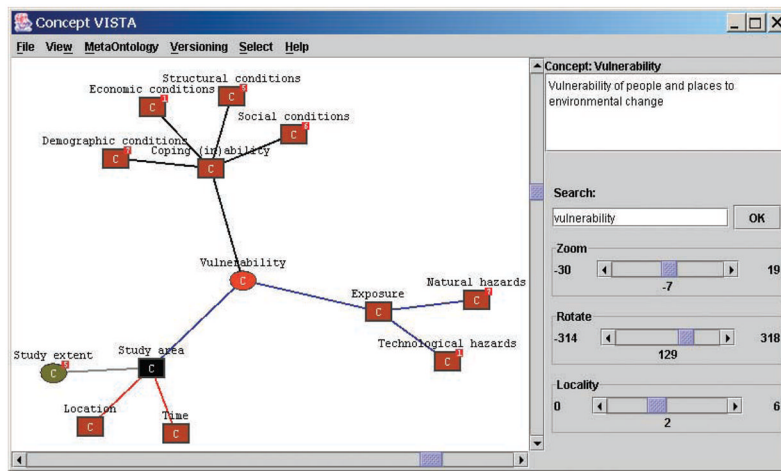 Concept VISTA
File View MetaOntology Versioning Select Help
Structural conditions
Economic conditions
Social conditions
Demographic conditions
Coping (in)ability
Vulnerability
Natural hazards
Exposure
Technological hazards
Study extent
Study area
Location
Time
C
C
C
C
C
C
C
C
C
C
C
C
C
Concept: Vulnerability
Vulnerability of people and places to
environmental change
Search:
vulnerability OK
Zoom
-30 19
-7
Rotate
-314 318
129
Locality
0 6
2